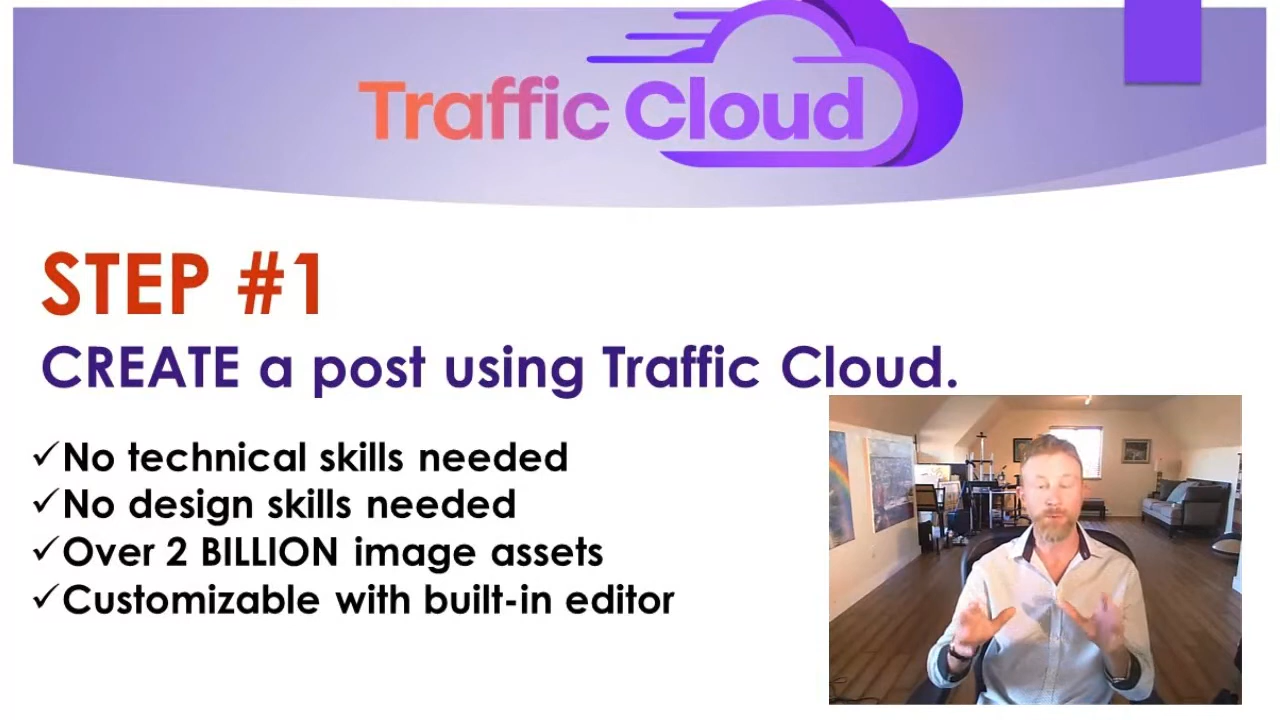 Traffic Cloud
STEP #1
CREATE a post using Traffic Cloud.
✓No technical skills needed
✓No design skills needed
✓Over 2 BILLION image assets
✓Customizable with built-in editor